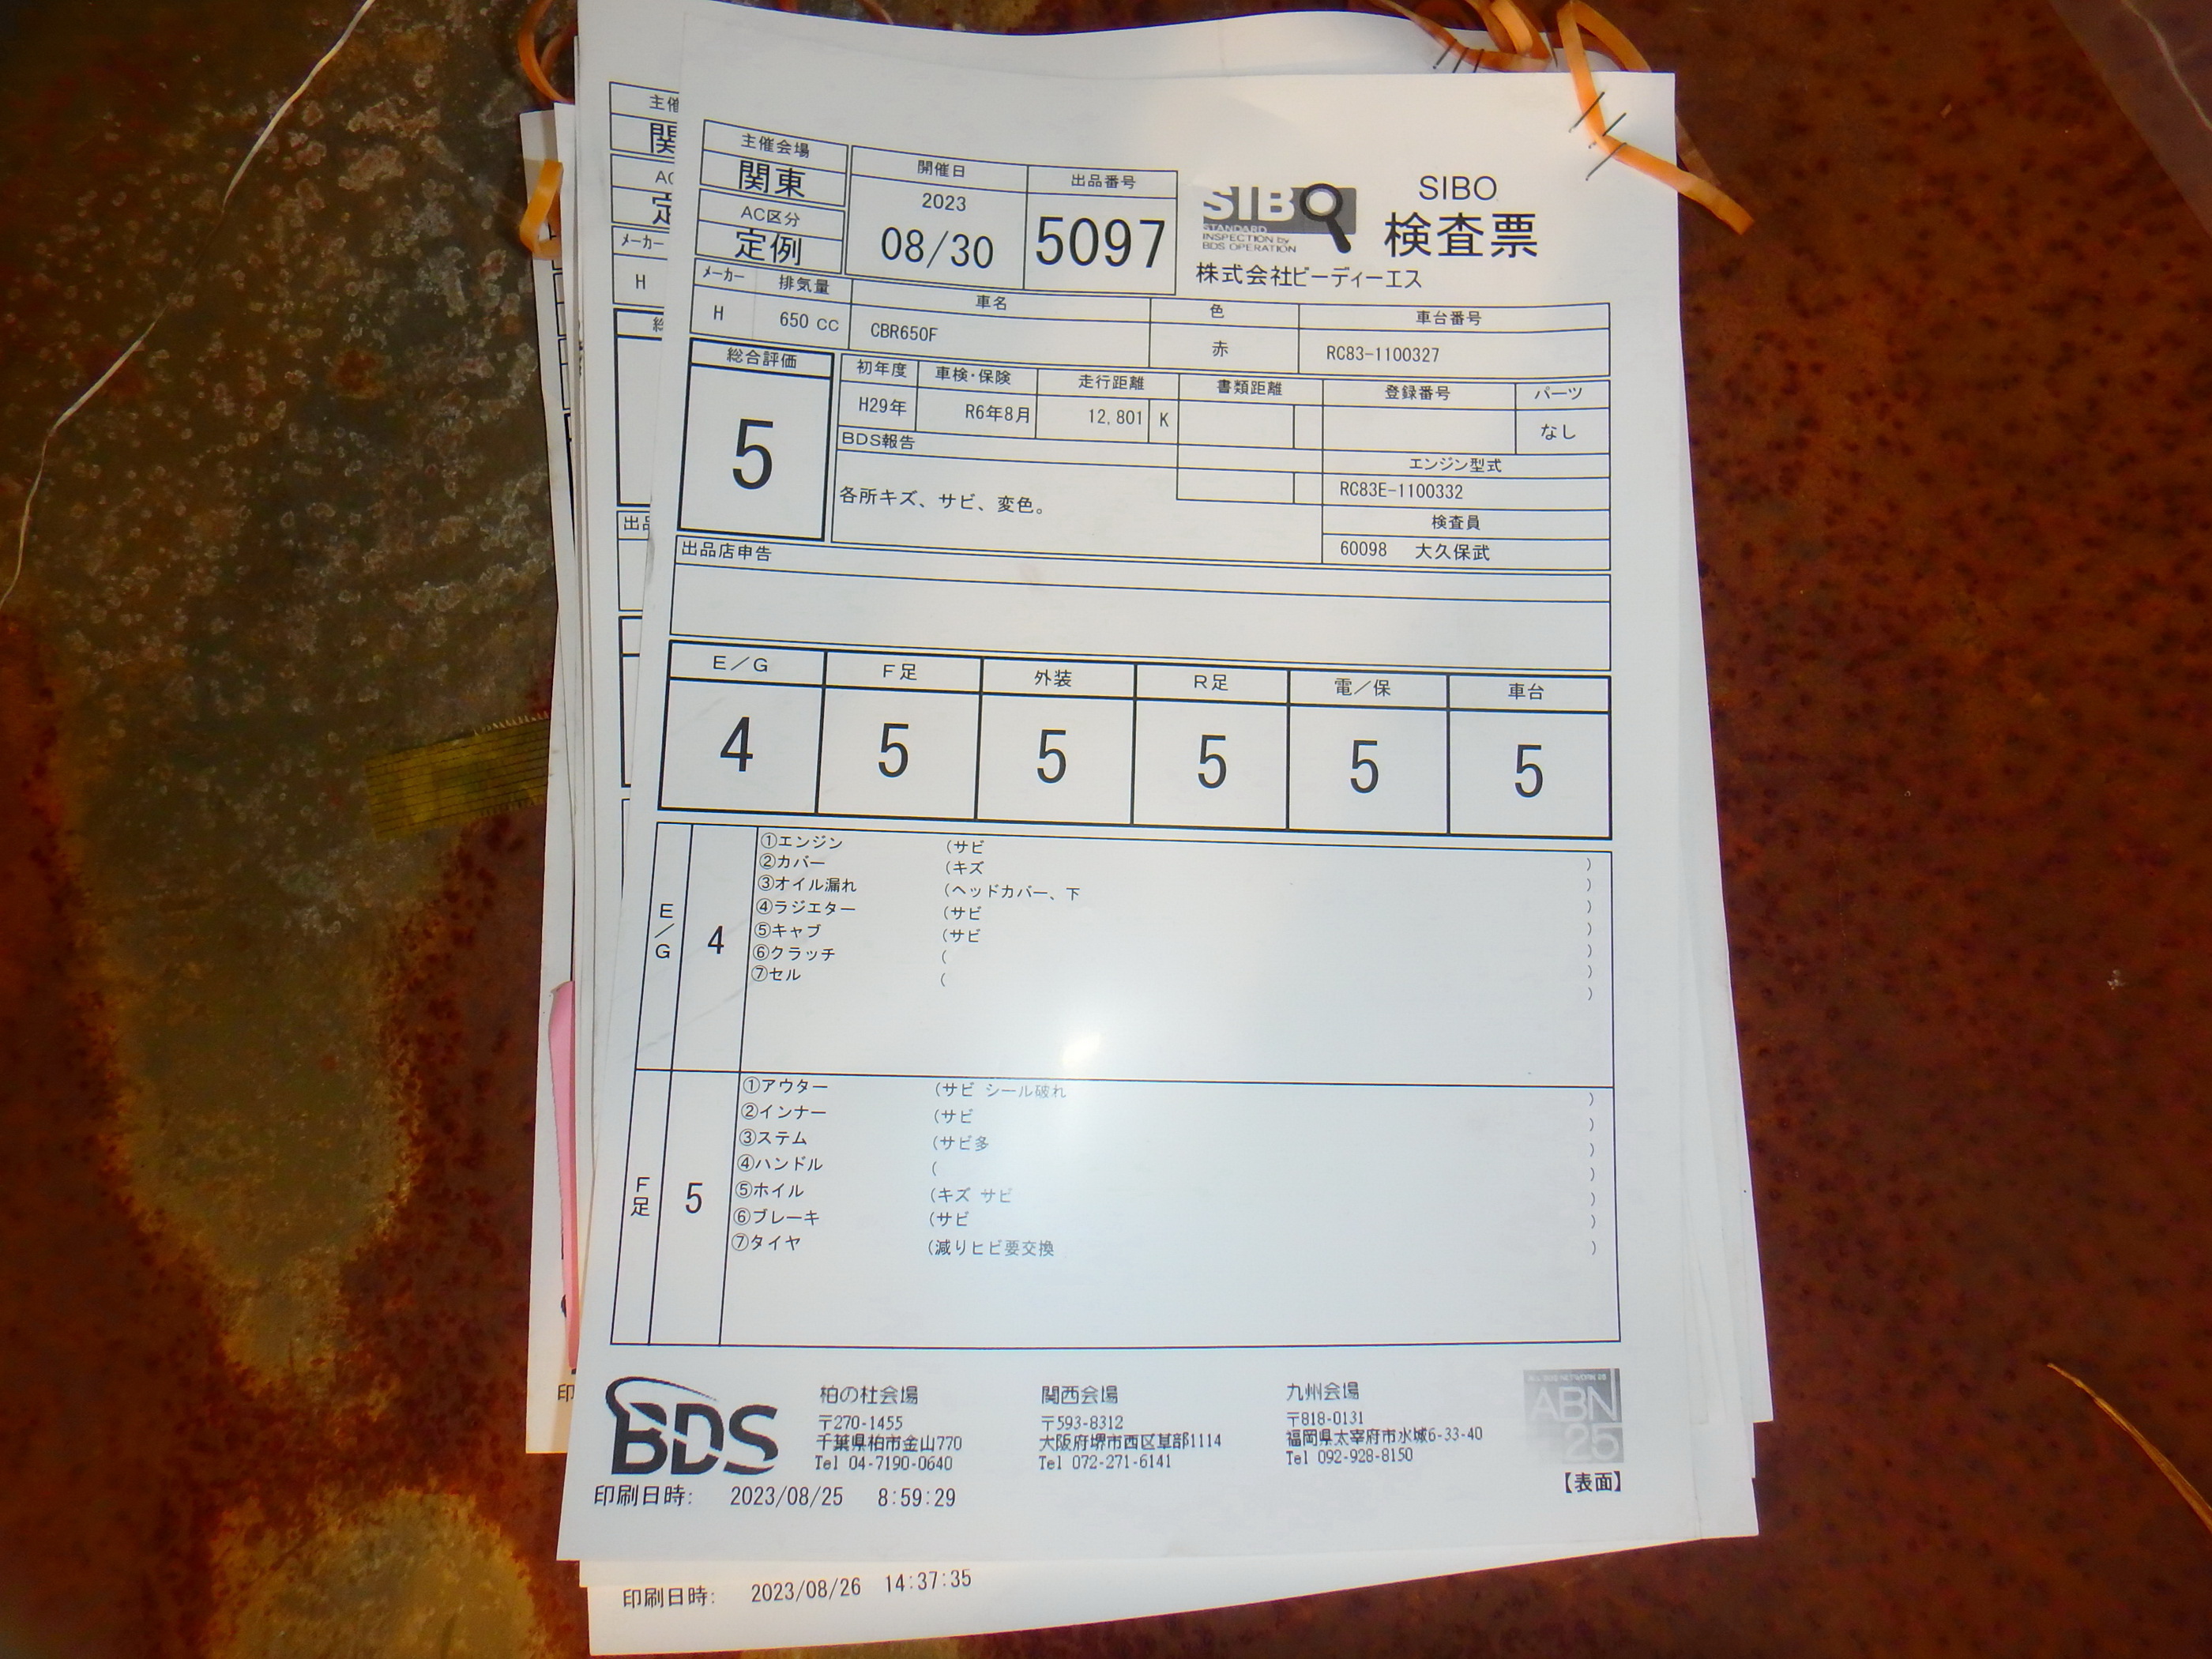 主催会場
関東
AC区分
定例
開催日
2023
08/30
出品番号
5097
SIBO
STANDARD
INSPECTION by
BDS OPERATION
SIBO
検査票
株式会社ビーディーエス
メーカー 排気量 車名 色 車台番号
H 650 CC CBR650F 赤 RC83-1100327
総合評価
5
初年度 車検・保険 走行距離 書類距離 登録番号 パーツ
H29年 R6年8月 12,801 K なし
BDS報告
各所キズ、サビ、変色。
エンジン型式
RC83E-1100332
検査員
60098 大久保武
出品店申告
E/G F足 外装 R足 電/保 車台
4 5 5 5 5 5
E/G 4
①エンジン (サビ )
②カバー (キズ )
③オイル漏れ (ヘッドカバー、下 )
④ラジエター (サビ )
⑤キャブ (サビ )
⑥クラッチ ( )
⑦セル ( )
F足 5
①アウター (サビ シール破れ )
②インナー (サビ )
③ステム (サビ多 )
④ハンドル ( )
⑤ホイル (キズ サビ )
⑥ブレーキ (サビ )
⑦タイヤ (減りヒビ要交換 )
BDS
柏の杜会場
〒270-1455
千葉県柏市金山770
Tel 04-7190-0640
関西会場
〒593-8312
大阪府堺市西区草部1114
Tel 072-271-6141
九州会場
〒818-0131
福岡県太宰府市水城6-33-40
Tel 092-928-8150
ABN
25
【表面】
印刷日時: 2023/08/25 8:59:29
印刷日時: 2023/08/26 14:37:35